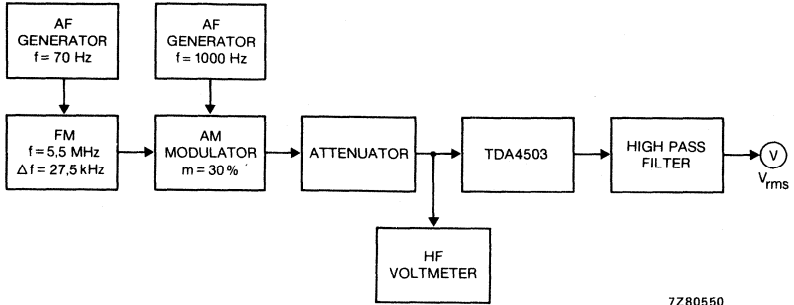 AF
GENERATOR
f = 70 Hz
AF
GENERATOR
f = 1000 Hz
FM
f = 5,5 MHz
Δf = 27,5 kHz
AM
MODULATOR
m = 30 %
ATTENUATOR
TDA4503
HIGH PASS
FILTER
V
Vrms
HF
VOLTMETER
7Z80550